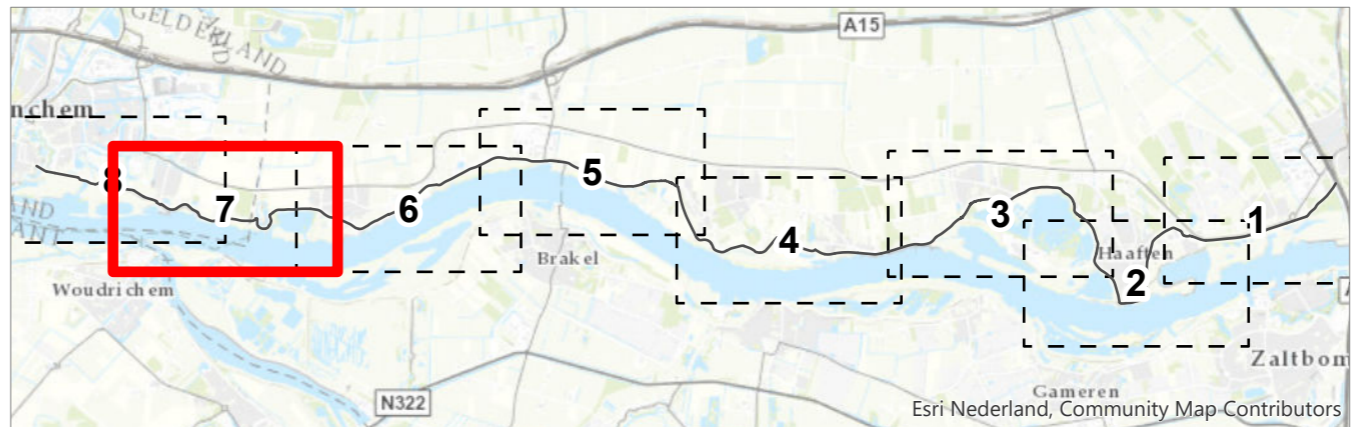 GELDERLAND
A15
nchem
8
7
6
5
4
3
2
1
Haaften
Brakel
Woudrichem
Zaltbom
Gameren
N322
Esri Nederland, Community Map Contributors